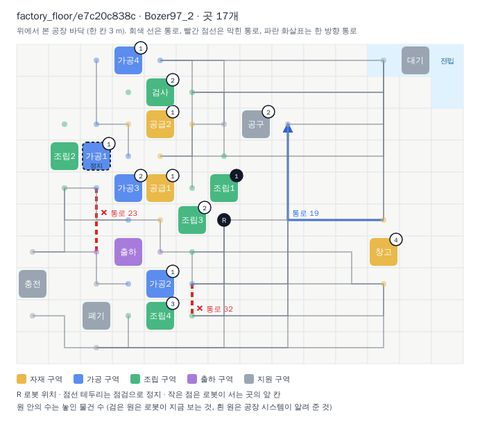 factory_floor/e7c20c838c · Bozer97_2 · 곳 17개
위에서 본 공장 바닥 (한 칸 3 m). 회색 선은 통로, 빨간 점선은 막힌 통로, 파란 화살표는 한 방향 통로
가공4 1
대기
전립
검사 2
공급2 1
공구 2
조립2
가공1 1
정지
가공3 2
공급1 1
조립1 1
통로 23
조립3 2
R
통로 19
출하
창고 4
충전
가공2 1
폐기
조립4 3
통로 32
자재 구역
가공 구역
조립 구역
출하 구역
지원 구역
R 로봇 위치 · 점선 테두리는 점검으로 정지 · 작은 점은 로봇이 서는 곳의 앞 칸
원 안의 수는 놓인 물건 수 (검은 원은 로봇이 지금 보는 것, 흰 원은 공장 시스템이 알려 준 것)